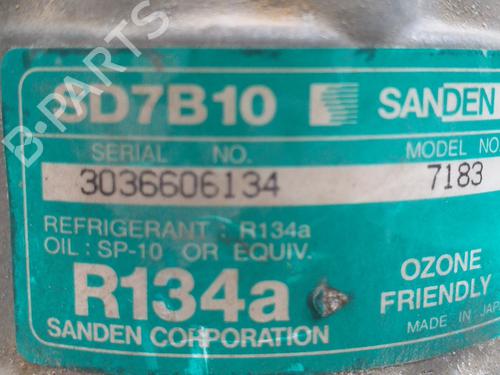 SD7B10 SANDEN
SERIAL NO. MODEL NO.
3036606134 7183
REFRIGERANT : R134a
OIL : SP-10 OR EQUIV.
R134a OZONE
FRIENDLY
SANDEN CORPORATION MADE IN JAPAN
B-PARTS